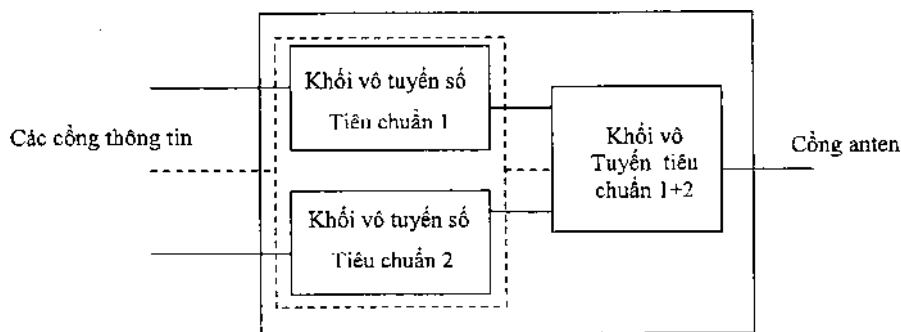 Khối vô tuyến số
Tiêu chuẩn 1
Các cổng thông tin
Khối vô
Tuyến tiêu
chuẩn 1+2
Cổng anten
Khối vô tuyến số
Tiêu chuẩn 2